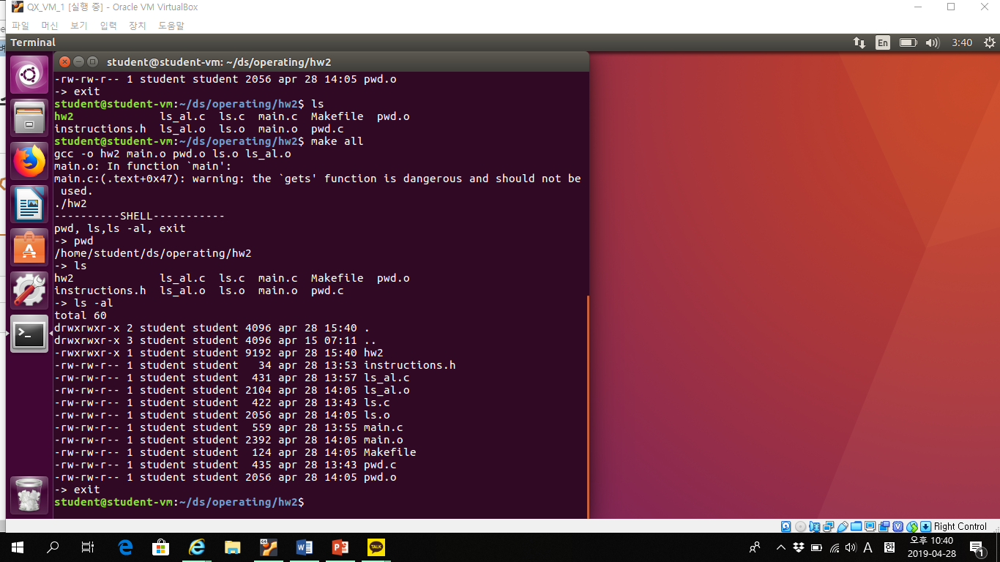 QX_VM_1 [실행 중] - Oracle VM VirtualBox
파일 머신 보기 입력 장치 도움말
Terminal En 3:40
student@student-vm: ~/ds/operating/hw2
-rw-rw-r-- 1 student student 2056 apr 28 14:05 pwd.o
-> exit
student@student-vm:~/ds/operating/hw2$ ls
hw2             ls_al.c  ls.c  main.c  Makefile  pwd.o
instructions.h  ls_al.o  ls.o  main.o  pwd.c
student@student-vm:~/ds/operating/hw2$ make all
gcc -o hw2 main.o pwd.o ls.o ls_al.o
main.o: In function `main':
main.c:(.text+0x47): warning: the `gets' function is dangerous and should not be
 used.
./hw2
----------SHELL-----------
pwd, ls,ls -al, exit
-> pwd
/home/student/ds/operating/hw2
-> ls
hw2             ls_al.c  ls.c  main.c  Makefile  pwd.o
instructions.h  ls_al.o  ls.o  main.o  pwd.c
-> ls -al
total 60
drwxrwxr-x 2 student student 4096 apr 28 15:40 .
drwxrwxr-x 3 student student 4096 apr 15 07:11 ..
-rwxrwxr-x 1 student student 9192 apr 28 15:40 hw2
-rw-rw-r-- 1 student student   34 apr 28 13:53 instructions.h
-rw-rw-r-- 1 student student  431 apr 28 13:57 ls_al.c
-rw-rw-r-- 1 student student 2104 apr 28 14:05 ls_al.o
-rw-rw-r-- 1 student student  422 apr 28 13:43 ls.c
-rw-rw-r-- 1 student student 2056 apr 28 14:05 ls.o
-rw-rw-r-- 1 student student  559 apr 28 13:55 main.c
-rw-rw-r-- 1 student student 2392 apr 28 14:05 main.o
-rw-rw-r-- 1 student student  124 apr 28 14:05 Makefile
-rw-rw-r-- 1 student student  435 apr 28 13:43 pwd.c
-rw-rw-r-- 1 student student 2056 apr 28 14:05 pwd.o
-> exit
student@student-vm:~/ds/operating/hw2$
Right Control
TALK
A 한 오후 10:40
2019-04-28
1